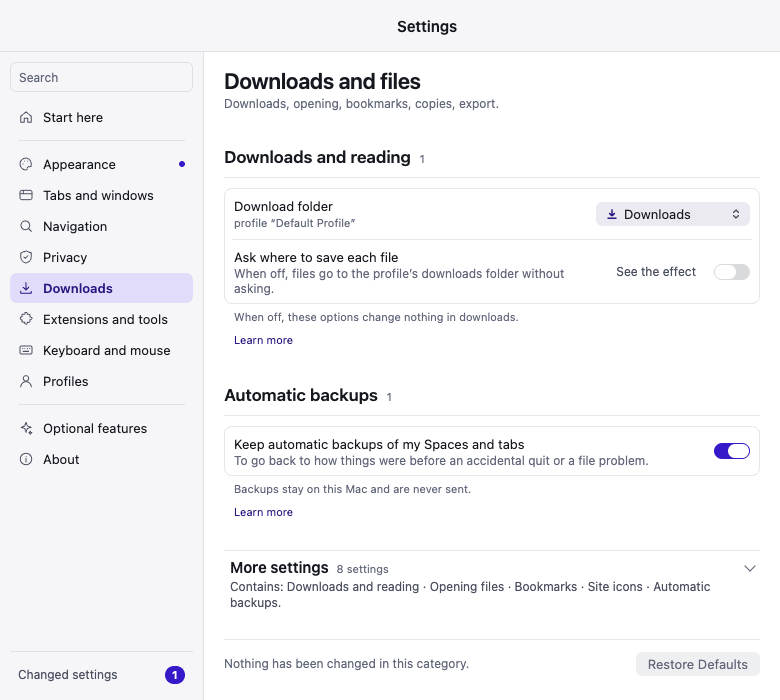 Settings
Search
Start here
Appearance
Tabs and windows
Navigation
Privacy
Downloads
Extensions and tools
Keyboard and mouse
Profiles
Optional features
About
Changed settings 1
Downloads and files
Downloads, opening, bookmarks, copies, export.
Downloads and reading 1
Download folder
profile “Default Profile”
Downloads
Ask where to save each file
When off, files go to the profile’s downloads folder without
asking.
See the effect
When off, these options change nothing in downloads.
Learn more
Automatic backups 1
Keep automatic backups of my Spaces and tabs
To go back to how things were before an accidental quit or a file problem.
Backups stay on this Mac and are never sent.
Learn more
More settings 8 settings
Contains: Downloads and reading · Opening files · Bookmarks · Site icons · Automatic
backups.
Nothing has been changed in this category.
Restore Defaults